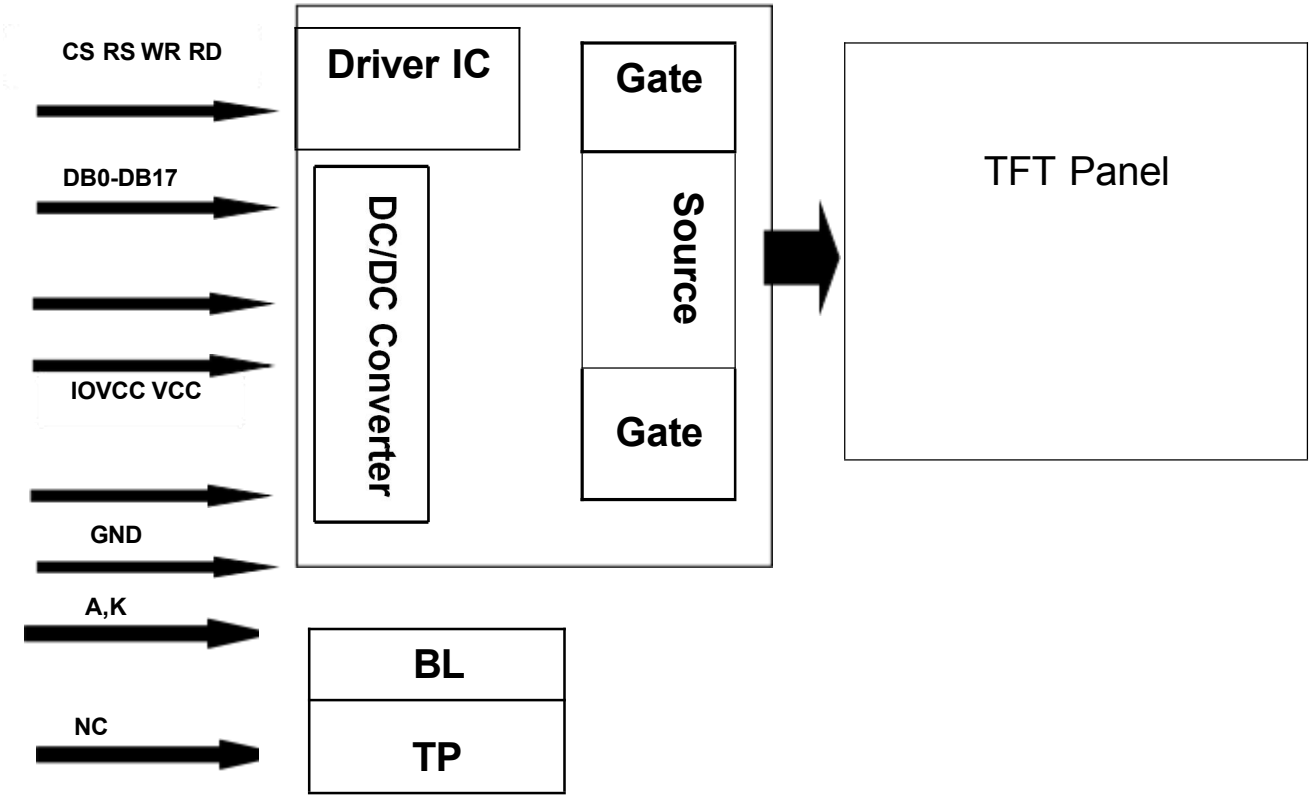 CS RS WR RD
Driver IC
Gate
DB0-DB17
TFT Panel
DC/DC Converter
Source
IOVCC VCC
Gate
GND
A,K
BL
NC
TP